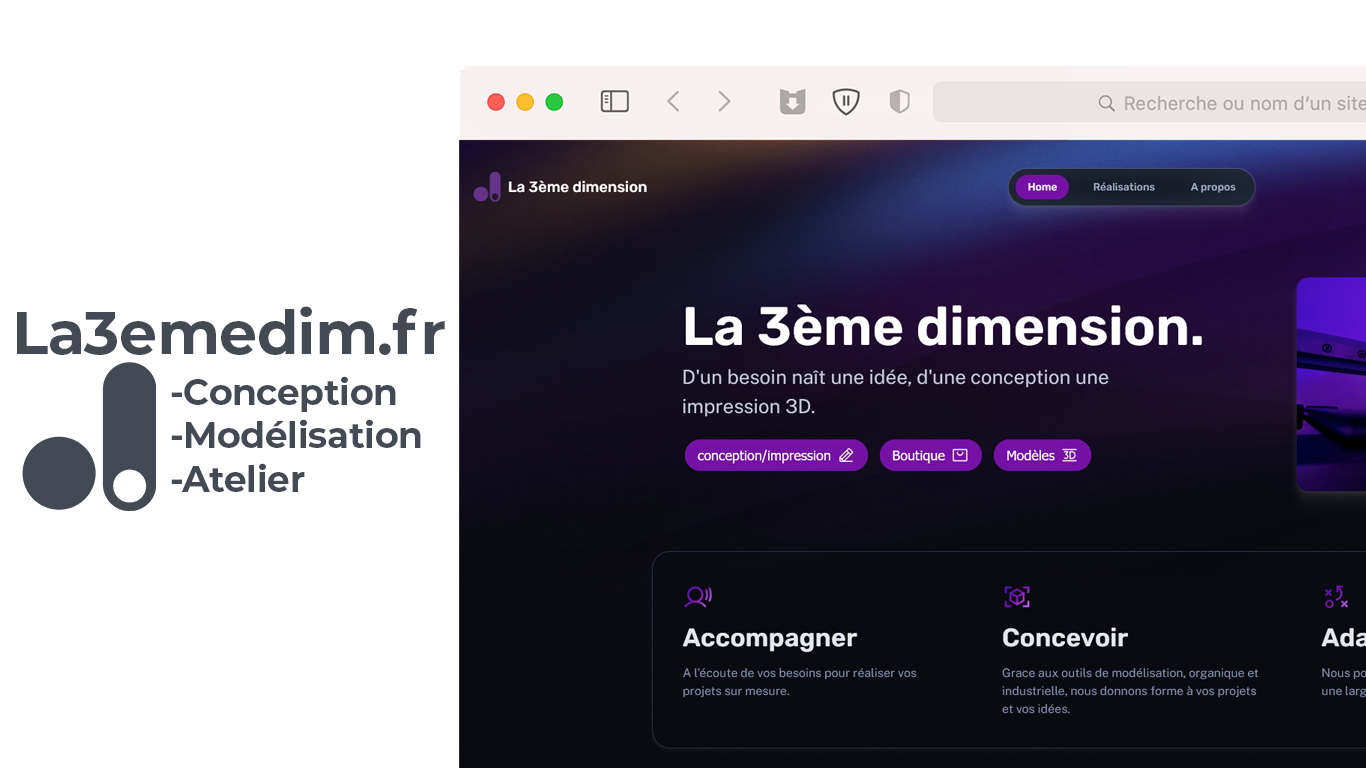 La3emedim.fr
-Conception
-Modélisation
-Atelier
Recherche ou nom d'un site
La 3ème dimension
Home
Réalisations
A propos
La 3ème dimension.
D'un besoin naît une idée, d'une conception une
impression 3D.
conception/impression
Boutique
Modèles
3D
Accompagner
A l'écoute de vos besoins pour réaliser vos
projets sur mesure.
Concevoir
Grace aux outils de modélisation, organique et
industrielle, nous donnons forme à vos projets
et vos idées.
Nous
une